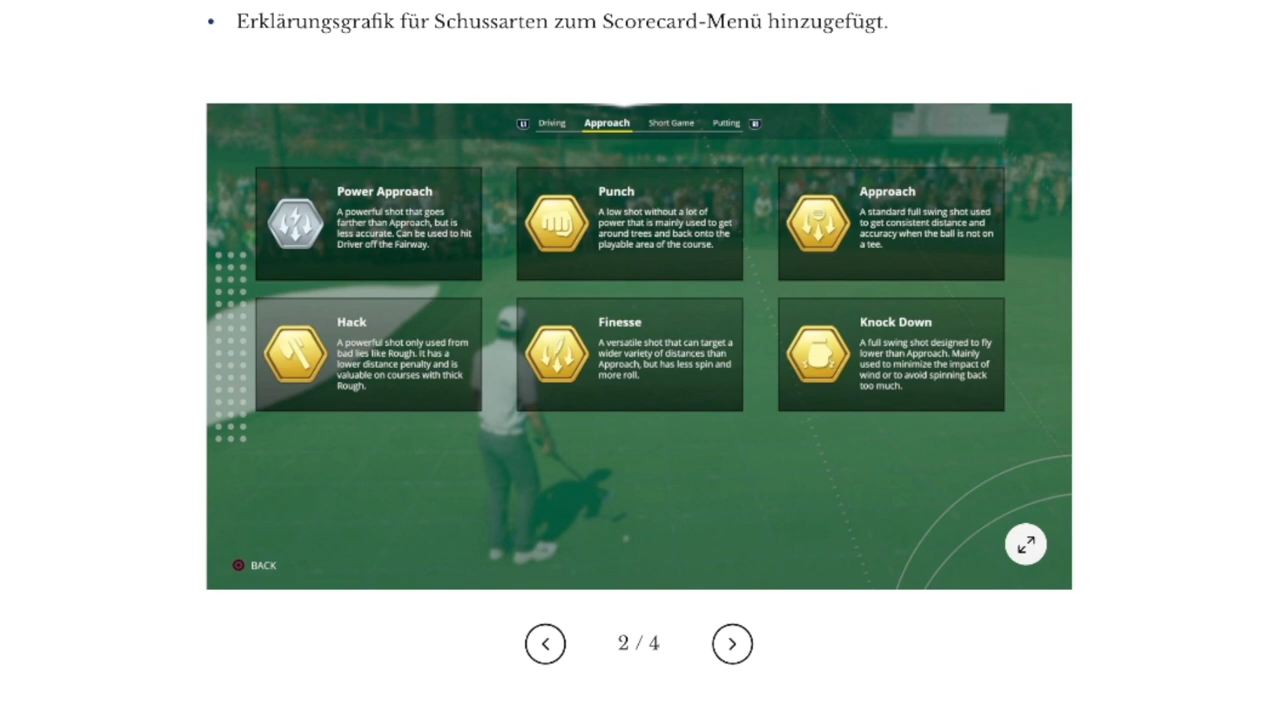 • Erklärungsgrafik für Schussarten zum Scorecard-Menü hinzugefügt.
L1 Driving Approach Short Game Putting R1
Power Approach
A powerful shot that goes
farther than Approach, but is
less accurate. Can be used to hit
Driver off the Fairway.
Punch
A low shot without a lot of
power that is mainly used to get
around trees and back onto the
playable area of the course.
Approach
A standard full swing shot used
to get consistent distance and
accuracy when the ball is not on
a tee.
Hack
A powerful shot only used from
bad lies like Rough. It has a
lower distance penalty and is
valuable on courses with thick
Rough.
Finesse
A versatile shot that can target a
wider variety of distances than
Approach, but has less spin and
more roll.
Knock Down
A full swing shot designed to fly
lower than Approach. Mainly
used to minimize the impact of
wind or to avoid spinning back
too much.
BACK
2 / 4